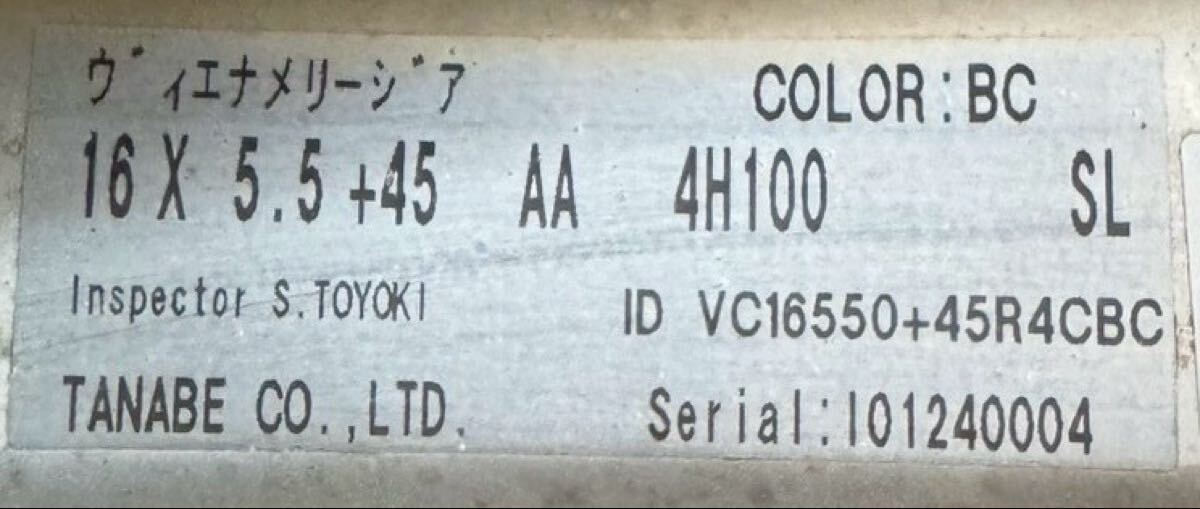 ヴィエナメリージア COLOR:BC
16 X 5.5 +45 AA 4H100 SL
Inspector S.TOYOKI ID VC16550+45R4CBC
TANABE CO.,LTD. Serial:I01240004